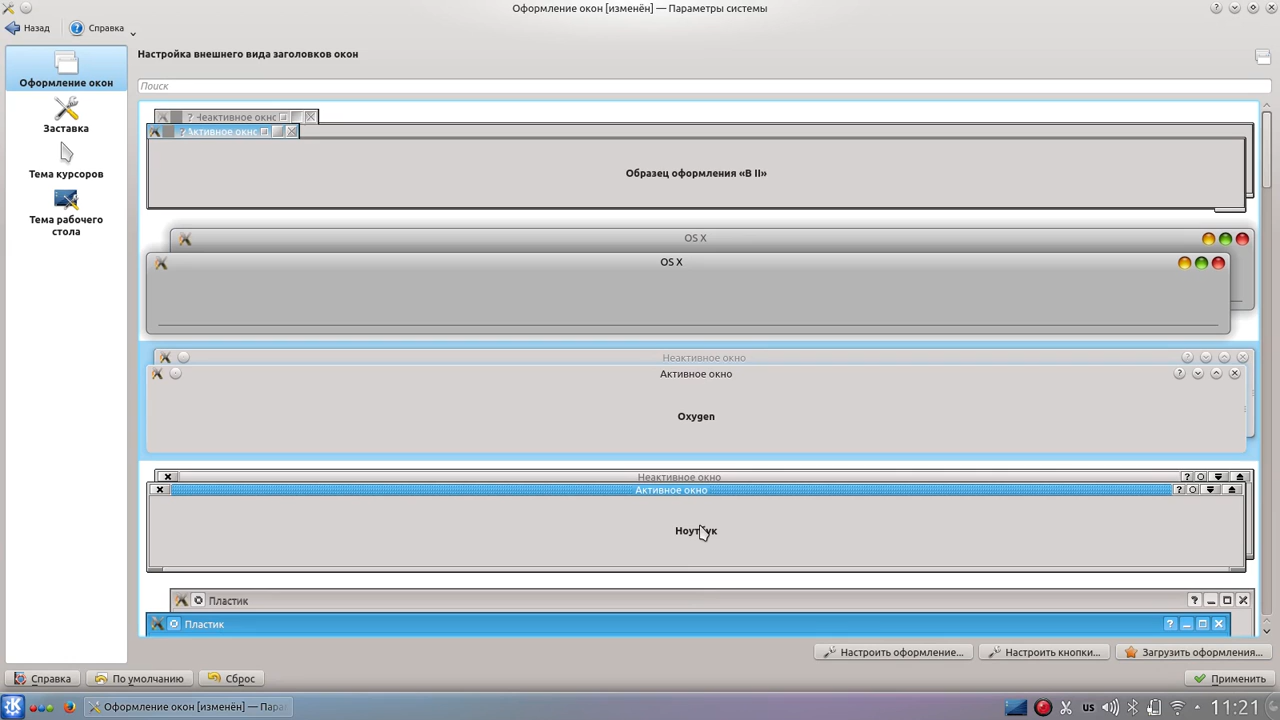 Оформление окон [изменён] — Параметры системы
Назад
Справка
Оформление окон
Заставка
Тема курсоров
Тема рабочего
стола
Настройка внешнего вида заголовков окон
Поиск
Образец оформления «B II»
OS X
OS X
Неактивное окно
Активное окно
Oxygen
Неактивное окно
Активное окно
Пластик
Пластик
Настроить оформление...
Настроить кнопки...
Загрузить оформления...
Справка
По умолчанию
Сброс
Применить
Оформление окон [изменён] — Пара
us
11:21